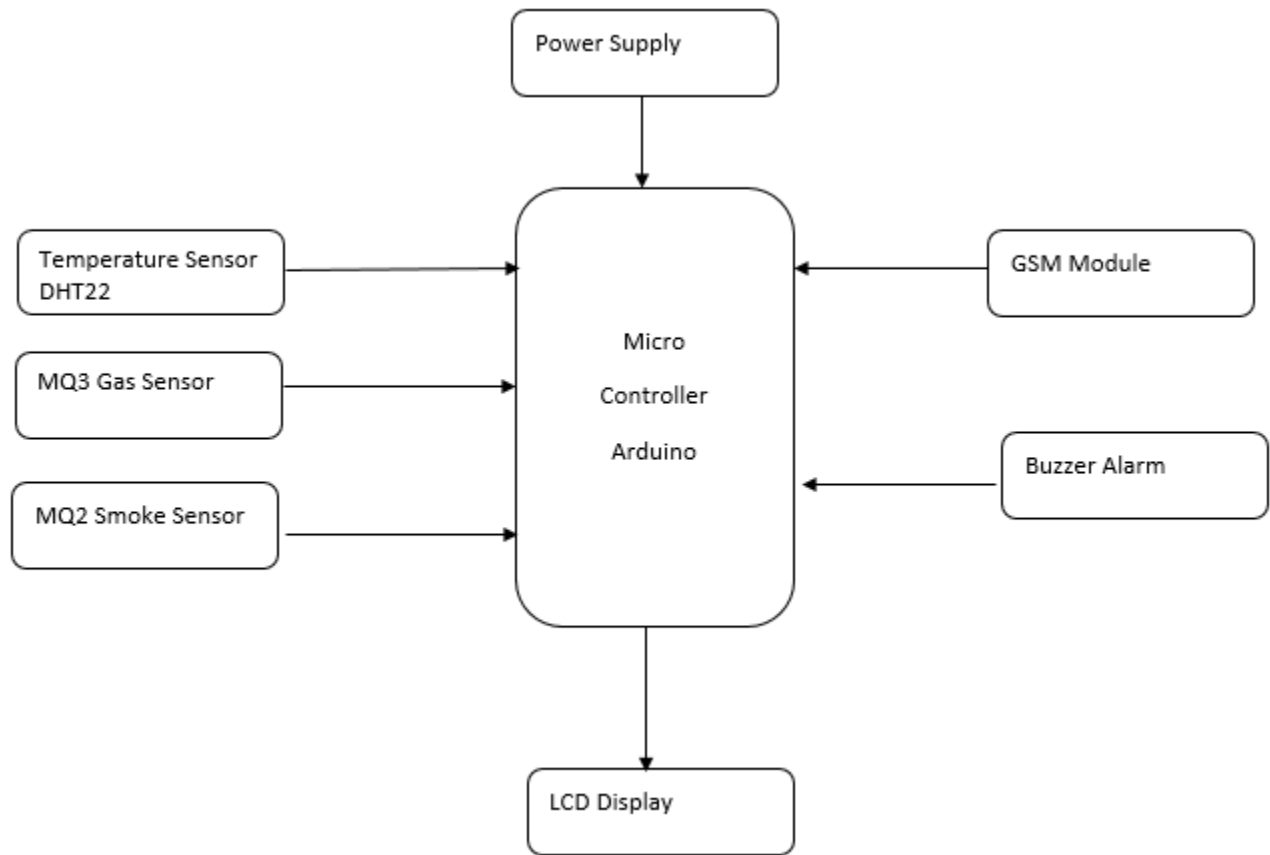 Power Supply
Temperature Sensor
DHT22
GSM Module
Micro
MQ3 Gas Sensor
Controller
Arduino
Buzzer Alarm
MQ2 Smoke Sensor
LCD Display